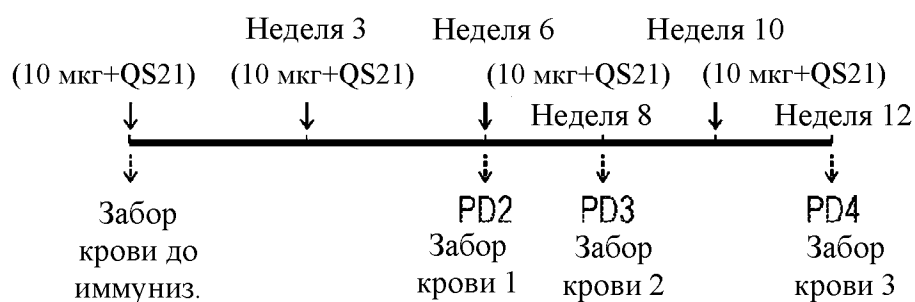 Неделя 3 Неделя 6 Неделя 10
(10 мкг+QS21) (10 мкг+QS21) (10 мкг+QS21) (10 мкг+QS21)
Неделя 8 Неделя 12
Забор PD2 PD3 PD4
крови до Забор Забор Забор
иммуниз. крови 1 крови 2 крови 3